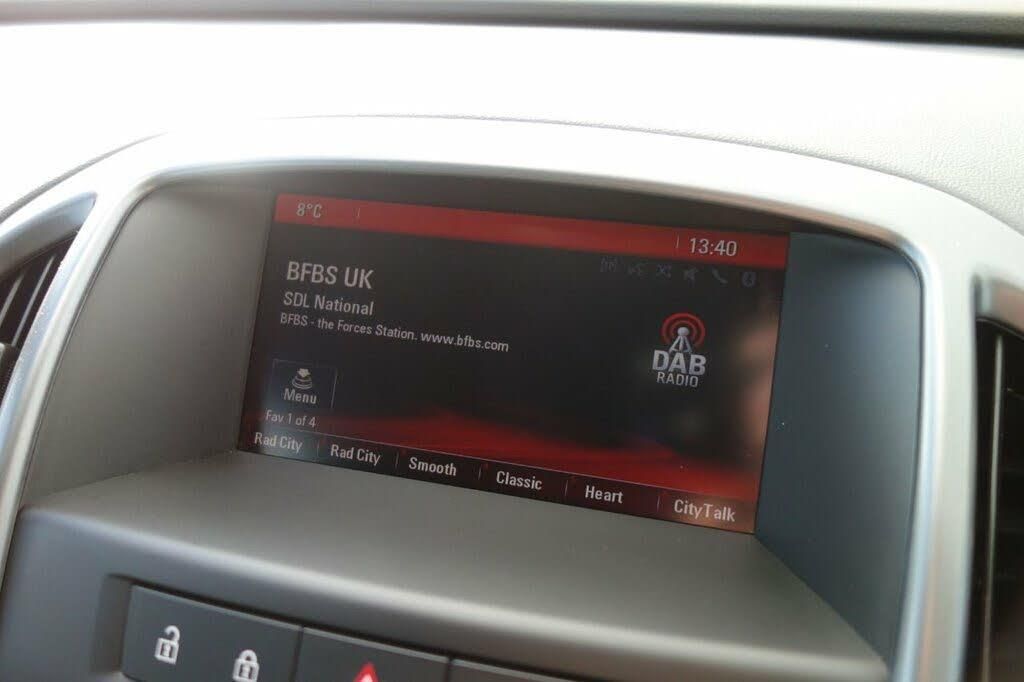 8°C
13:40
BFBS UK
SDL National
BFBS - the Forces Station. www.bfbs.com
DAB
RADIO
Menu
Fav 1 of 4
Rad City Rad City Smooth Classic Heart CityTalk